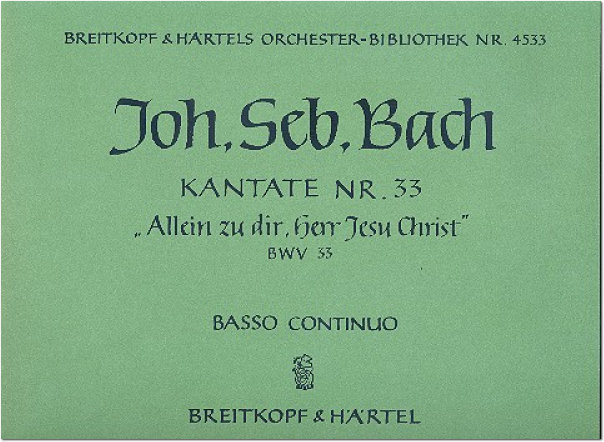 BREITKOPF & HÄRTELS ORCHESTER-BIBLIOTHEK NR. 4533
Joh. Seb. Bach
KANTATE NR. 33
„Allein zu dir, Herr Jesu Christ“
BWV 33
BASSO CONTINUO
BREITKOPF & HÄRTEL